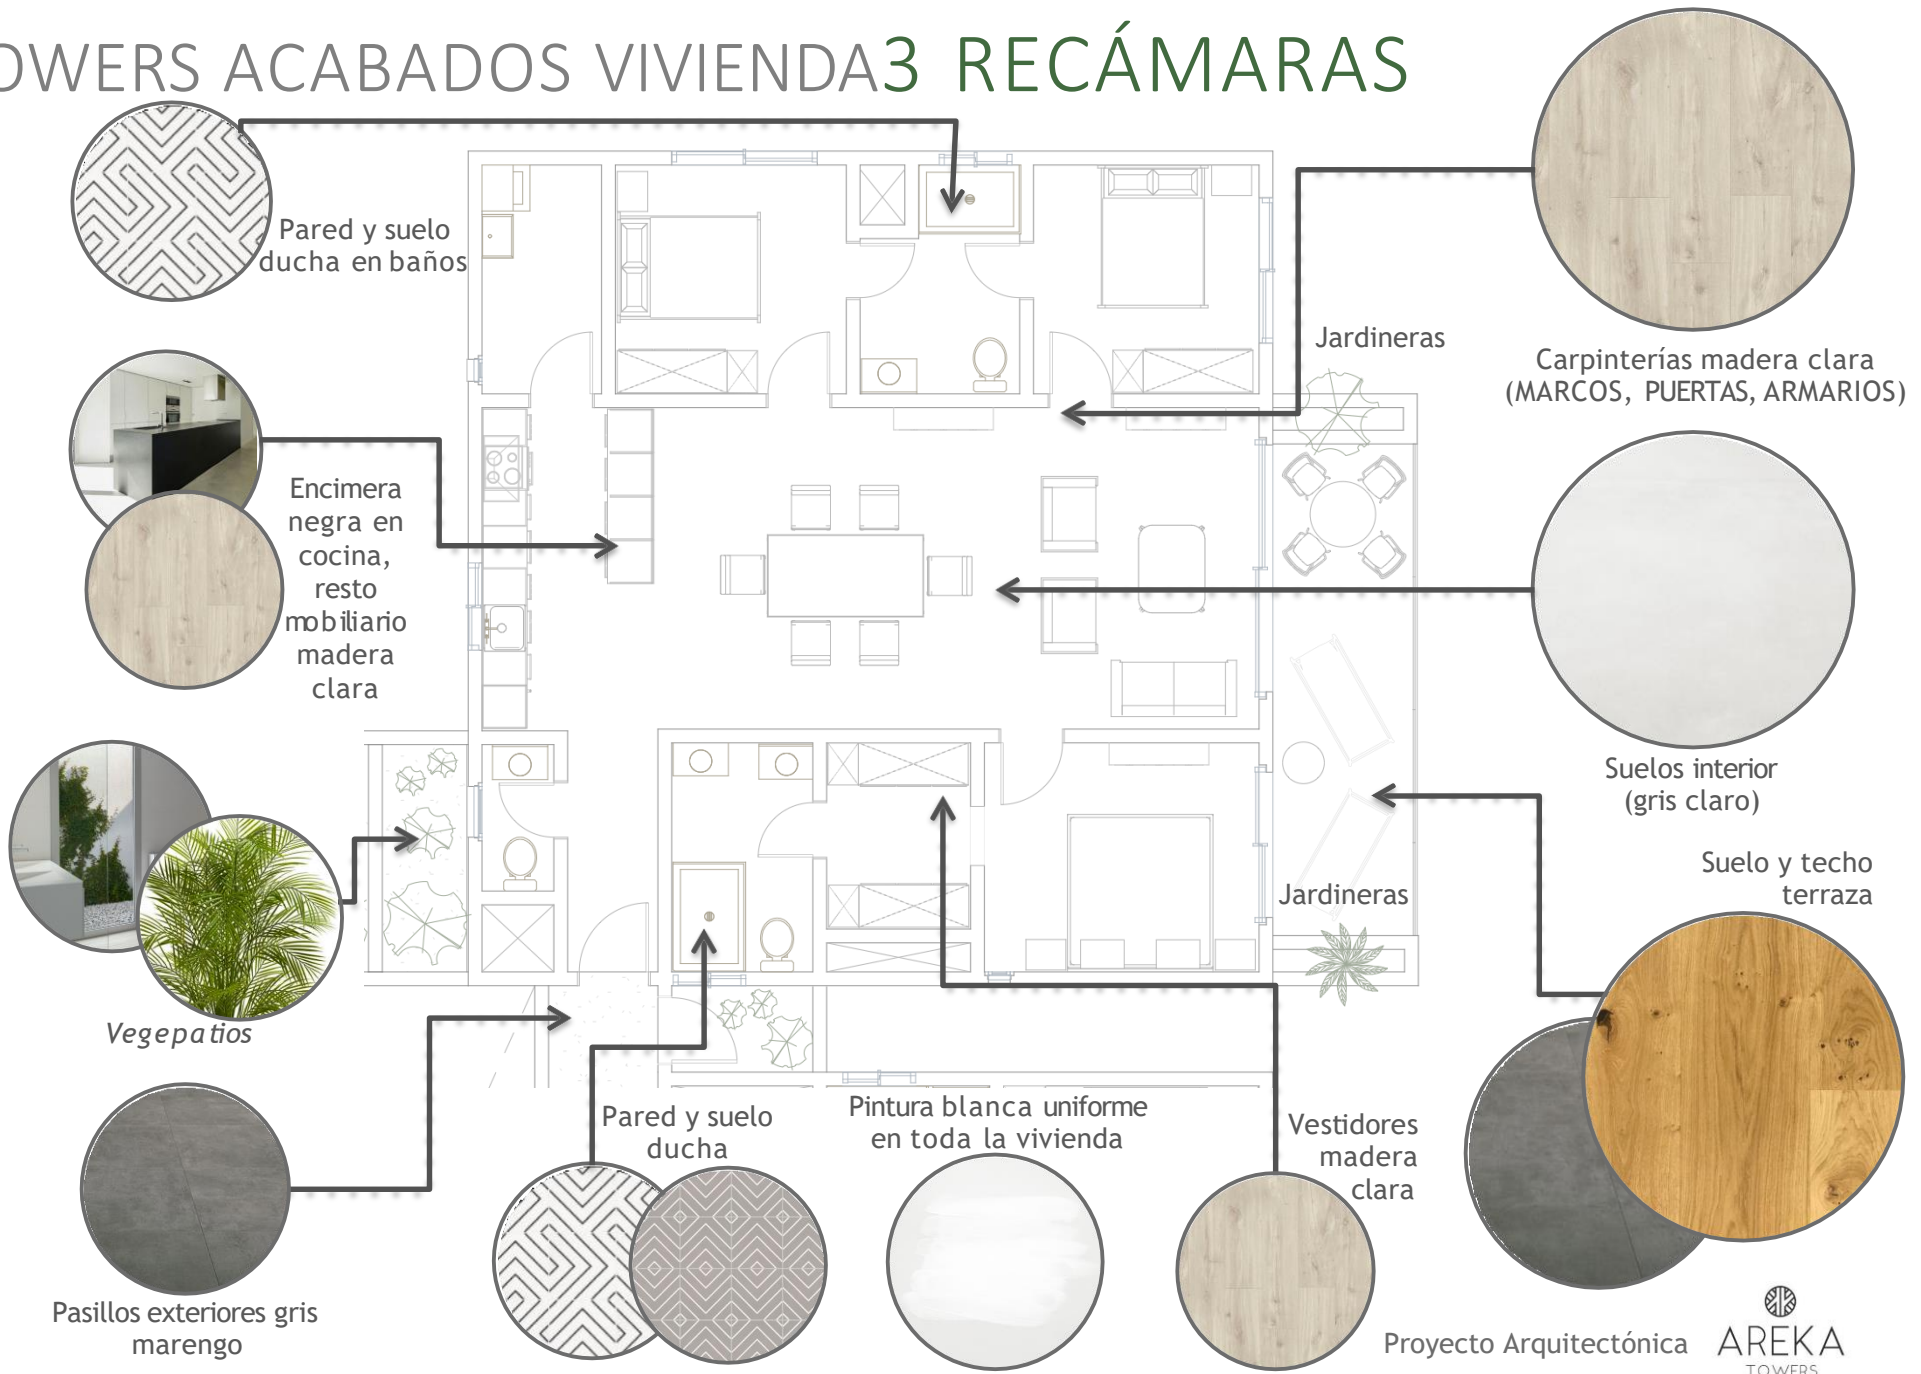 OWERS ACABADOS VIVIENDA 3 RECÁMARAS
Pared y suelo
ducha en baños
Jardineras
Carpinterías madera clara
(MARCOS, PUERTAS, ARMARIOS)
Encimera
negra en
cocina,
resto
mobiliario
madera
clara
Suelos interior
(gris claro)
Suelo y techo
terraza
Jardineras
Vegepatios
Pared y suelo
ducha
Pintura blanca uniforme
en toda la vivienda
Vestidores
madera
clara
Pasillos exteriores gris
marengo
Proyecto Arquitectónica
AREKA
TOWERS